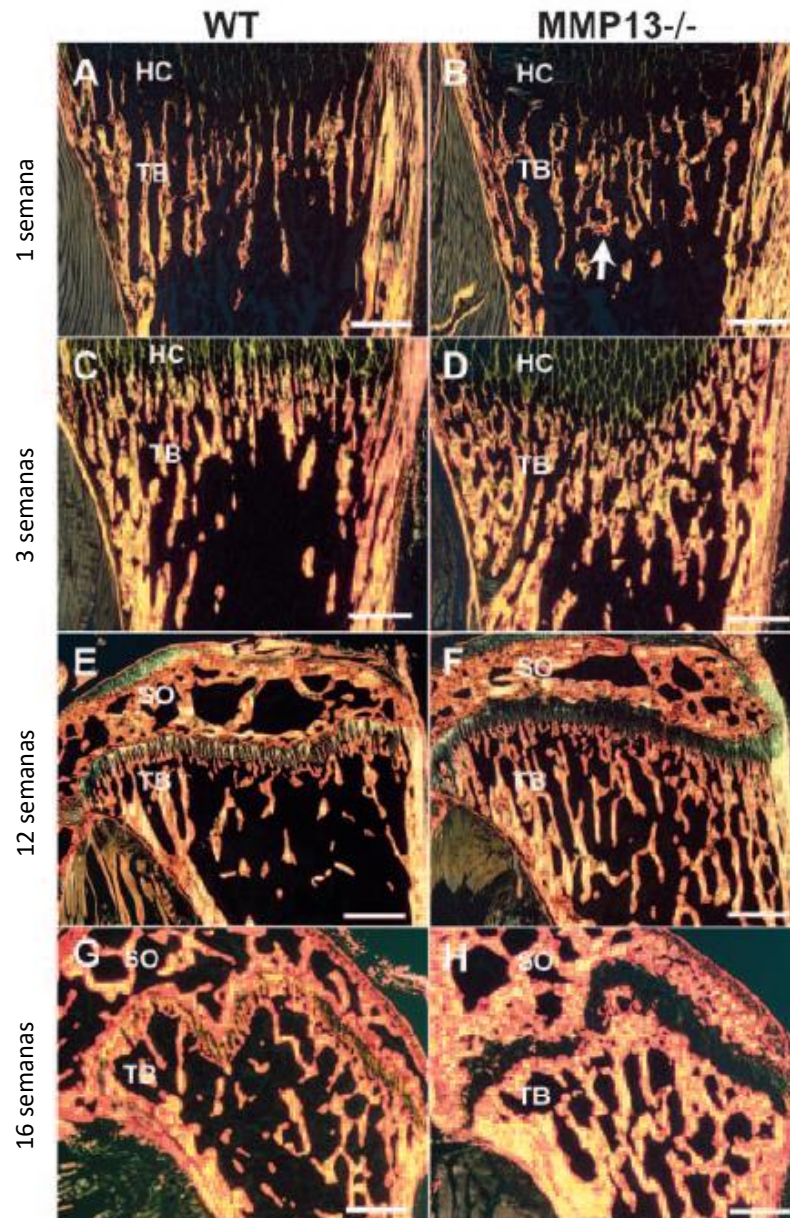 WT MMP13-/-
1 semana
A HC TB
B HC TB
3 semanas
C HC TB
D HC TB
12 semanas
E SO TB
F SO TB
16 semanas
G SO TB
H SO TB